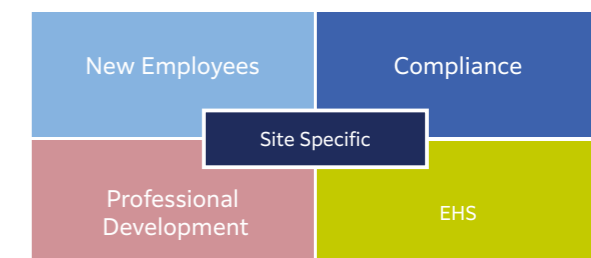 New Employees
Compliance
Site Specific
Professional
Development
EHS